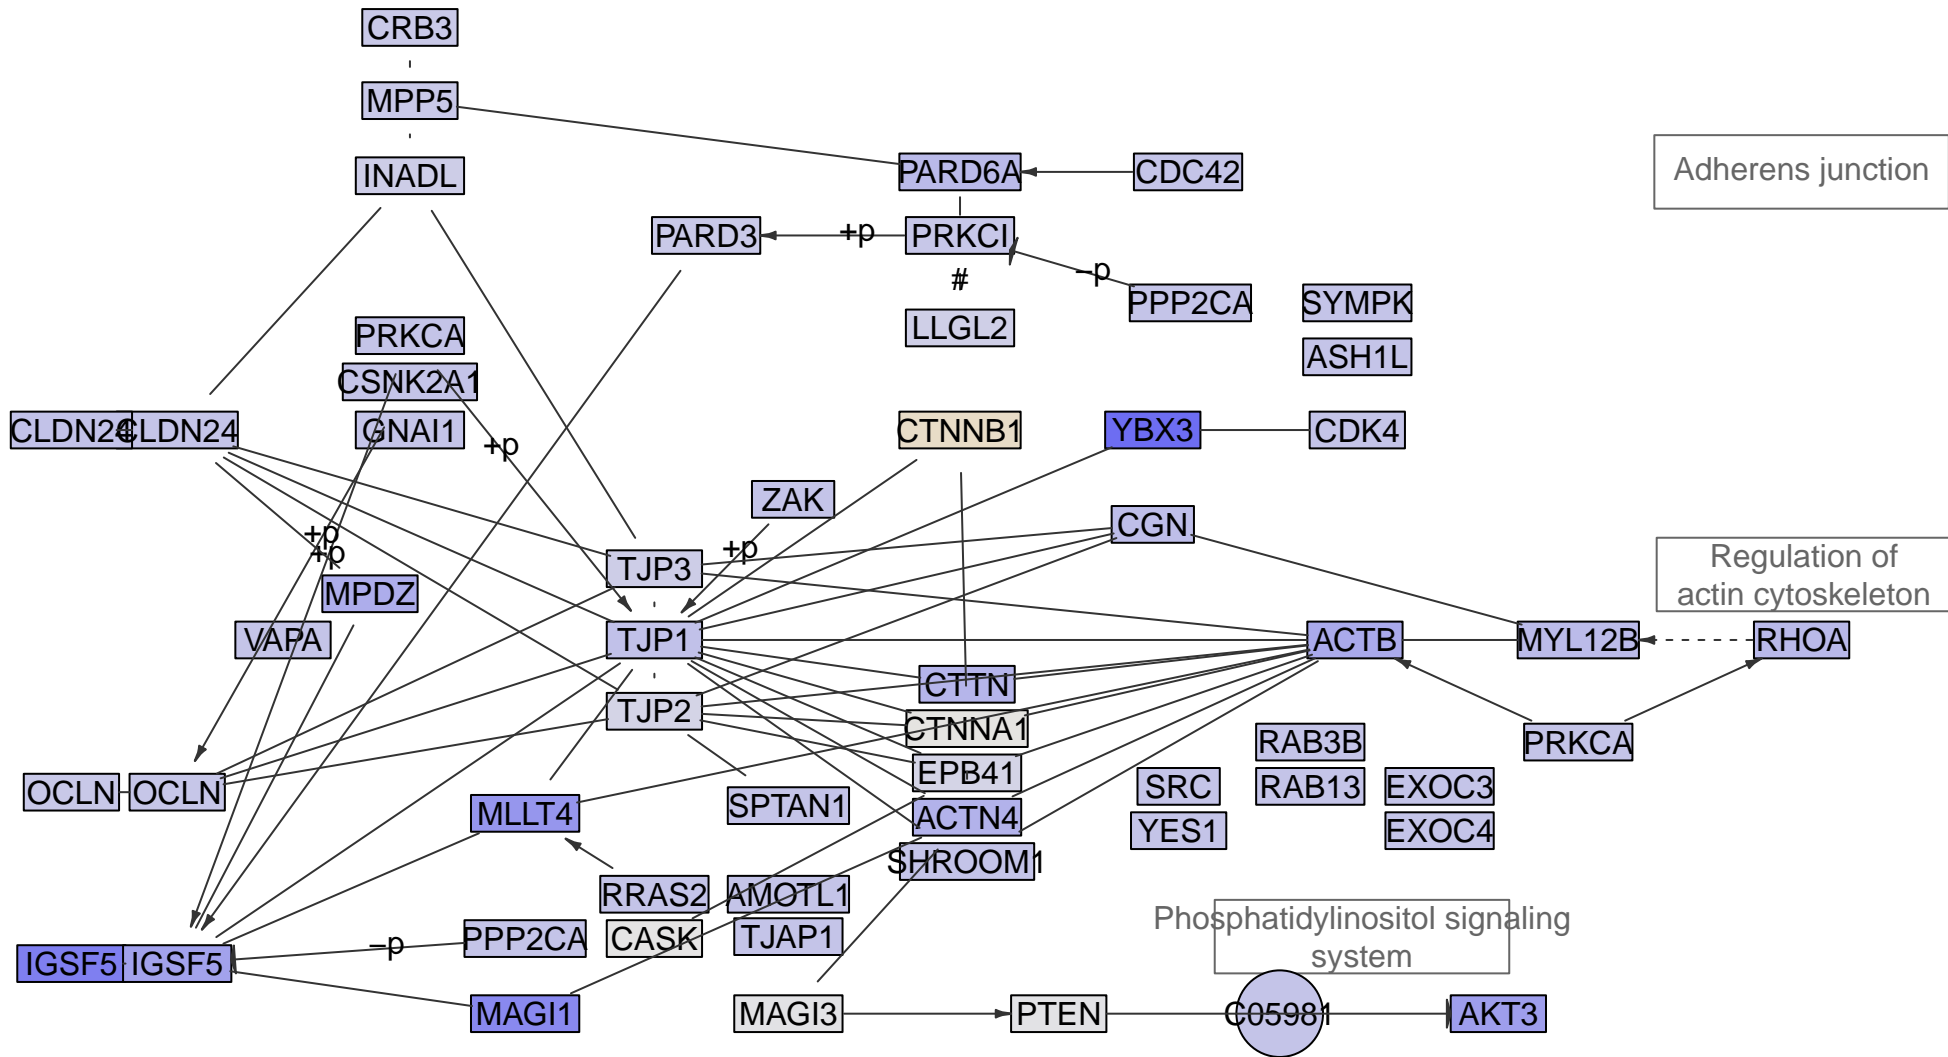 CRB3
MPP5
INADL
PARD6A
CDC42
Adherens junction
PARD3
+p
PRKCI
#
−p
PPP2CA
SYMPK
LLGL2
ASH1L
PRKCA
CSNK2A1
GNAI1
CLDN24
CLDN24
+p
CTNNB1
YBX3
CDK4
ZAK
CGN
+p
+p
+p
TJP3
MPDZ
Regulation of
actin cytoskeleton
VAPA
TJP1
ACTB
MYL12B
RHOA
CTTN
TJP2
CTNNA1
RAB3B
PRKCA
EPB41
OCLN
OCLN
MLLT4
SPTAN1
SRC
RAB13
EXOC3
ACTN4
YES1
EXOC4
SHROOM1
RRAS2
AMOTL1
−p
PPP2CA
CASK
TJAP1
Phosphatidylinositol signaling
system
IGSF5
IGSF5
MAGI1
MAGI3
PTEN
C05981
AKT3